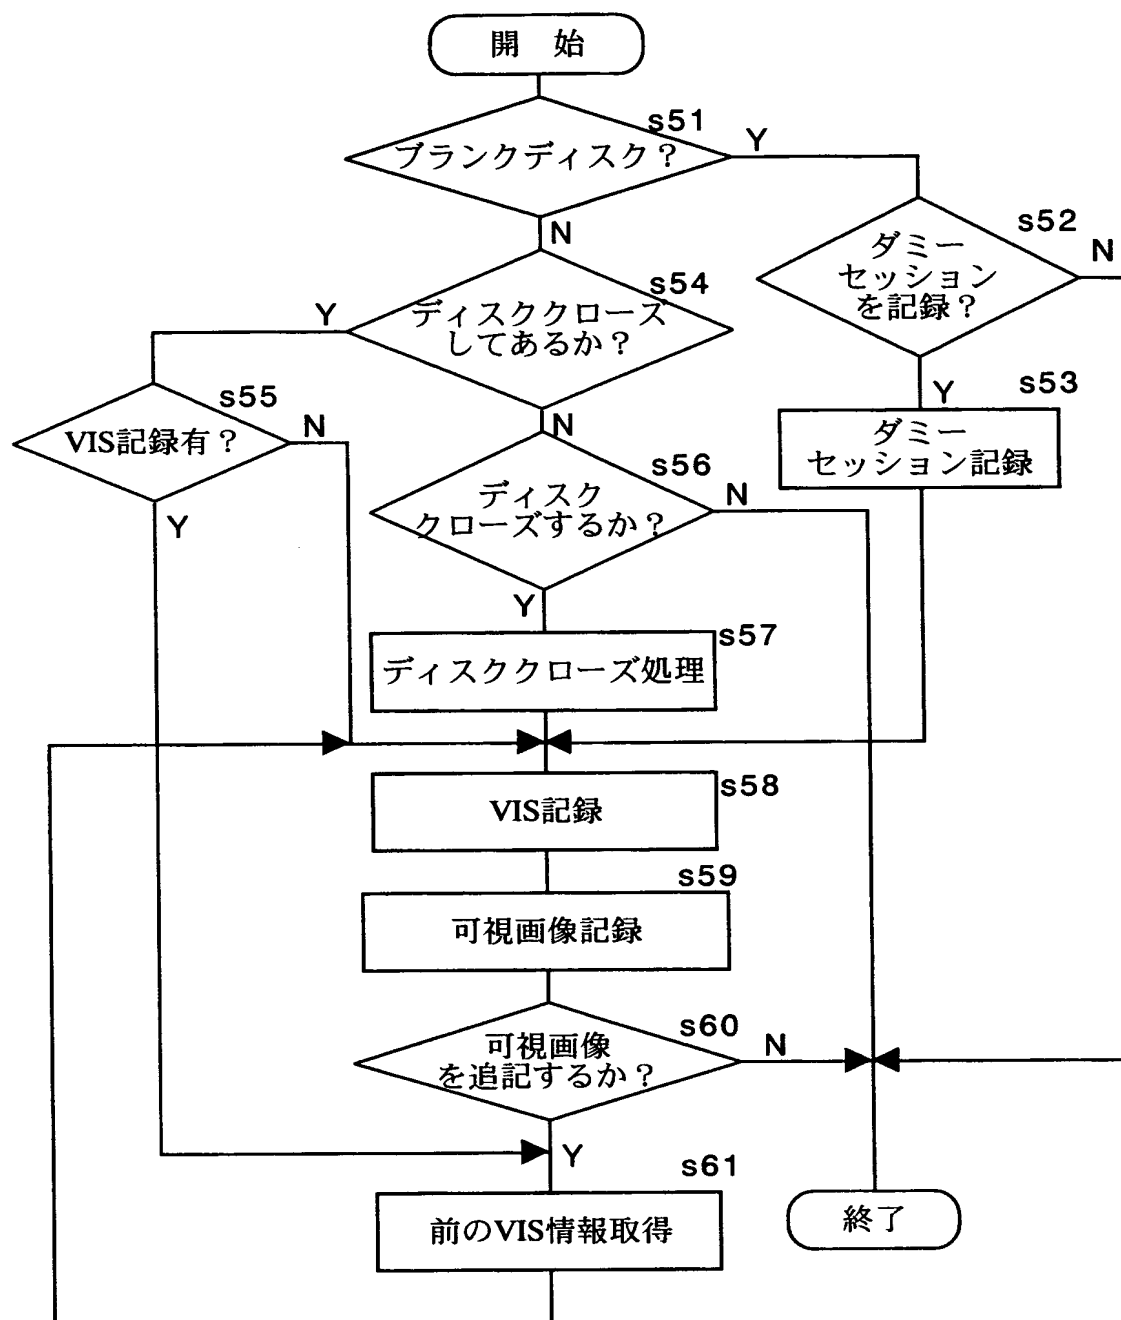 開 始
s51
ブランクディスク？
Y
N
s52
ダミー
セッション
を記録？
N
Y
s53
ダミー
セッション記録
s54
ディスククローズ
してあるか？
Y
N
s55
VIS記録有？
N
Y
s56
ディスク
クローズするか？
N
Y
s57
ディスククローズ処理
s58
VIS記録
s59
可視画像記録
s60
可視画像
を追記するか？
N
Y
s61
前のVIS情報取得
終了